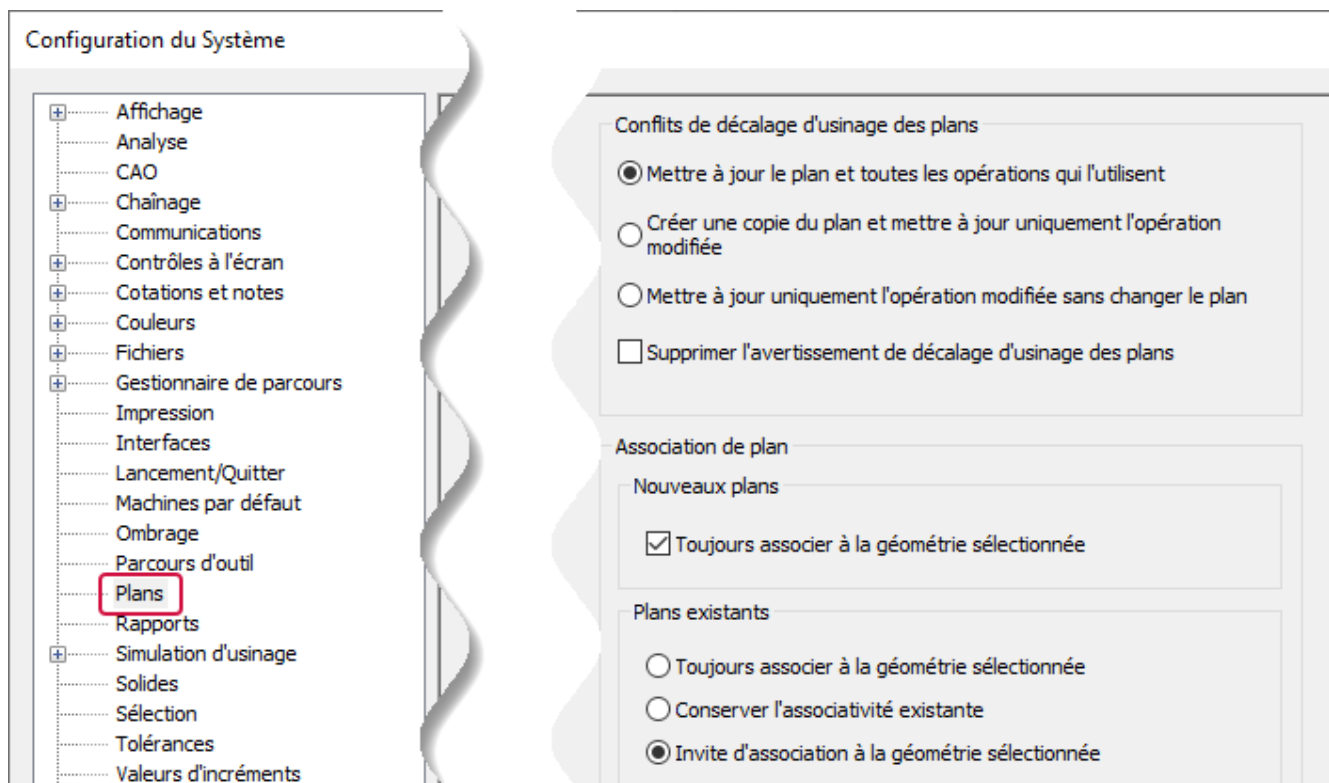 Configuration du Système
Affichage
Analyse
CAO
Chaînage
Communications
Contrôles à l'écran
Cotations et notes
Couleurs
Fichiers
Gestionnaire de parcours
Impression
Interfaces
Lancement/Quitter
Machines par défaut
Ombrage
Parcours d'outil
Plans
Rapports
Simulation d'usinage
Solides
Sélection
Tolérances
Valeurs d'incréments
Conflits de décalage d'usinage des plans
Mettre à jour le plan et toutes les opérations qui l'utilisent
Créer une copie du plan et mettre à jour uniquement l'opération
modifiée
Mettre à jour uniquement l'opération modifiée sans changer le plan
Supprimer l'avertissement de décalage d'usinage des plans
Association de plan
Nouveaux plans
Toujours associer à la géométrie sélectionnée
Plans existants
Toujours associer à la géométrie sélectionnée
Conserver l'associativité existante
Invite d'association à la géométrie sélectionnée